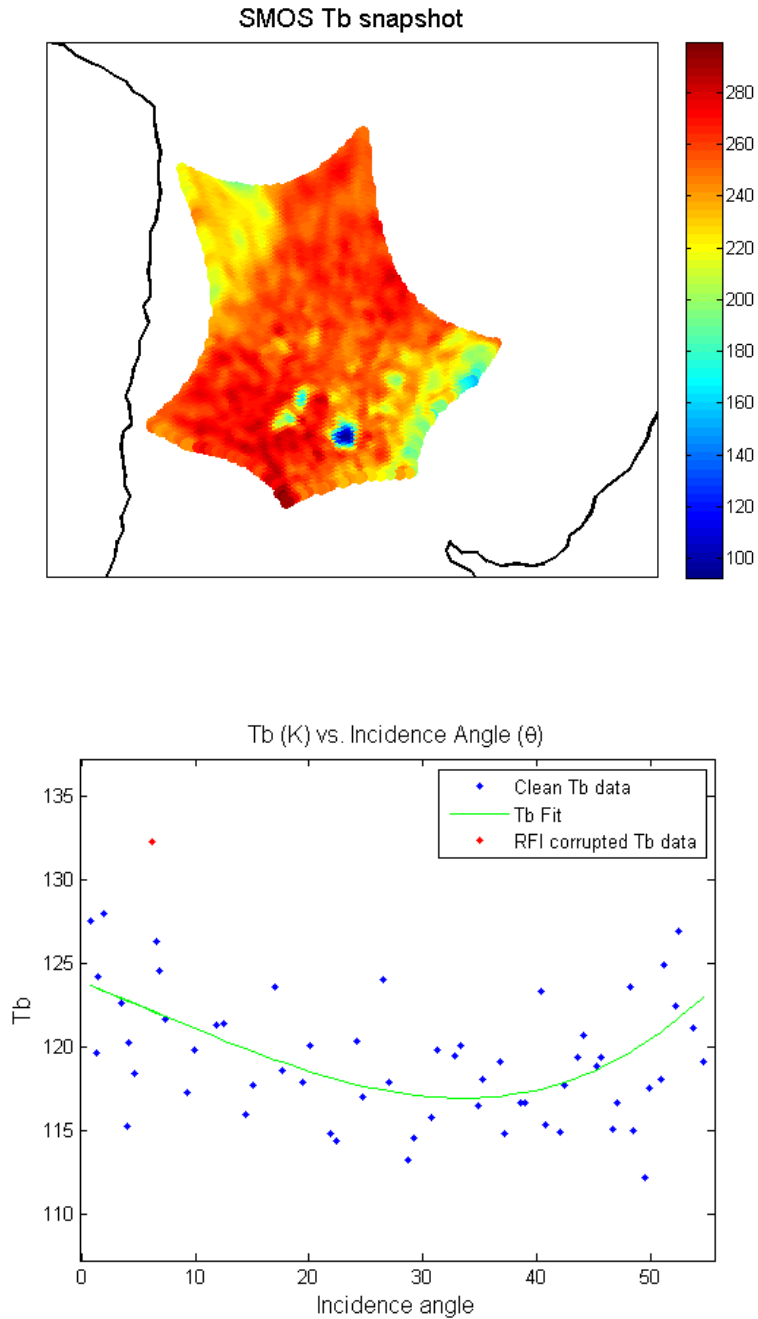 SMOS Tb snapshot
280
260
240
220
200
180
160
140
120
100
Tb (K) vs. Incidence Angle (θ)
135
130
125
120
115
110
Tb
Clean Tb data
Tb Fit
RFI corrupted Tb data
0 10 20 30 40 50
Incidence angle